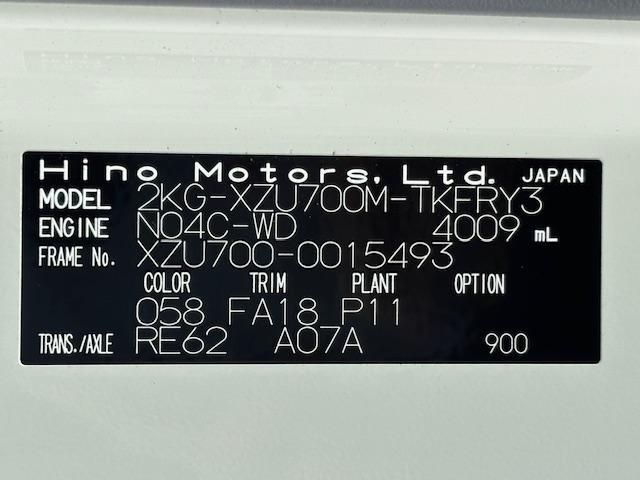 Hino Motors, Ltd. JAPAN
MODEL 2KG-XZU700M-TKFRY3
ENGINE N04C-WD 4009 mL
FRAME No. XZU700-0015493
COLOR TRIM PLANT OPTION
058 FA18 P11
TRANS./AXLE RE62 A07A 900